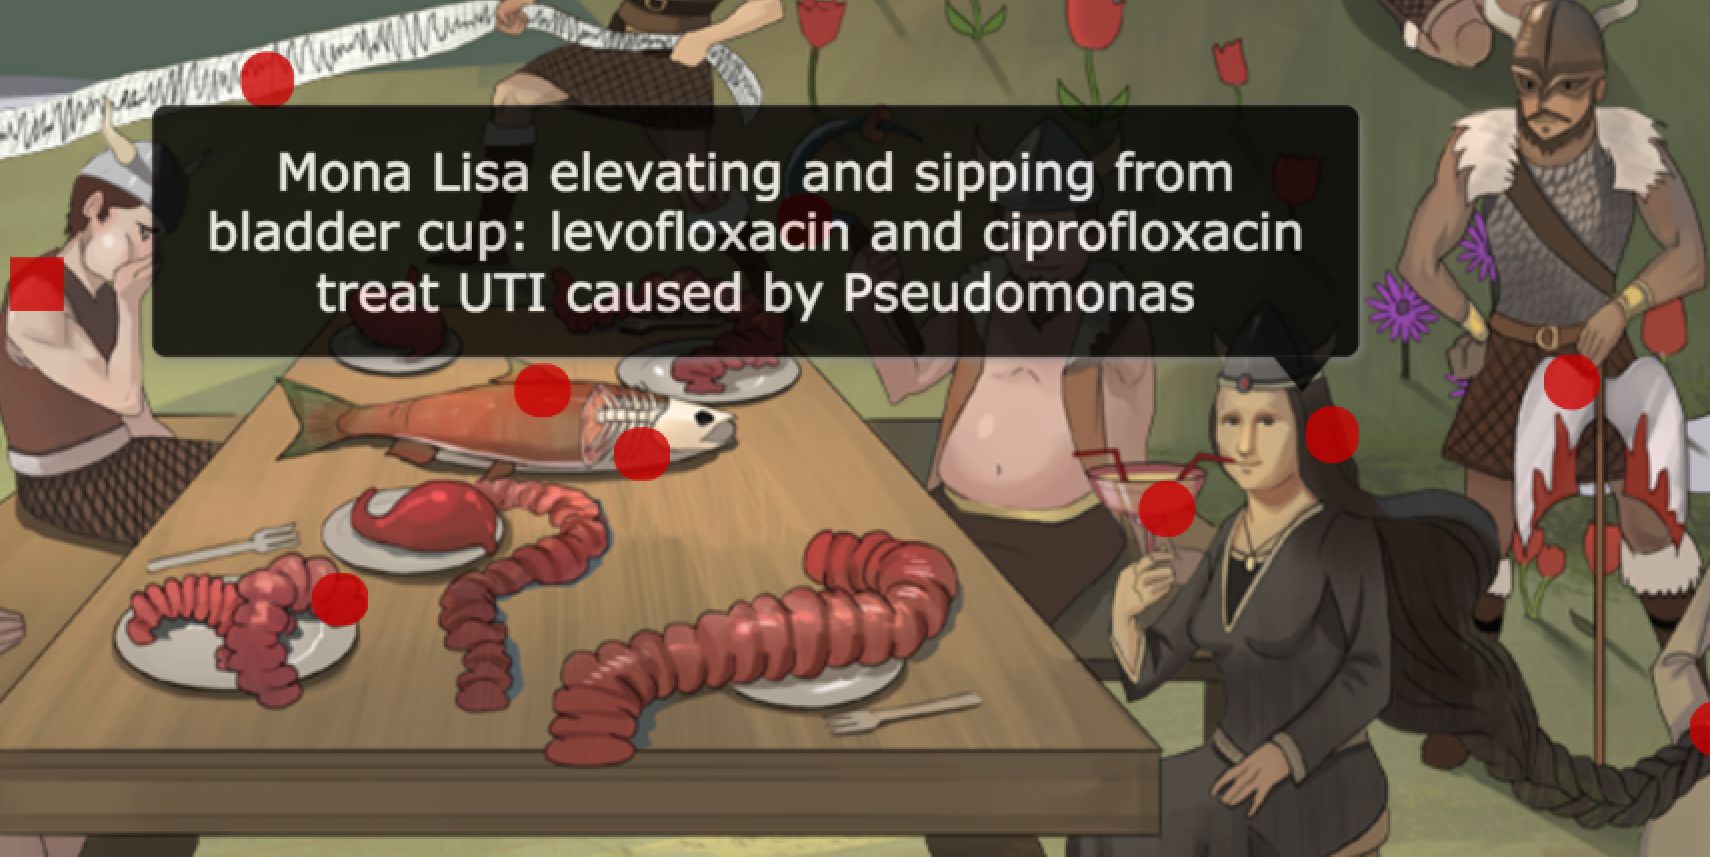 Mona Lisa elevating and sipping from
bladder cup: levofloxacin and ciprofloxacin
treat UTI caused by Pseudomonas